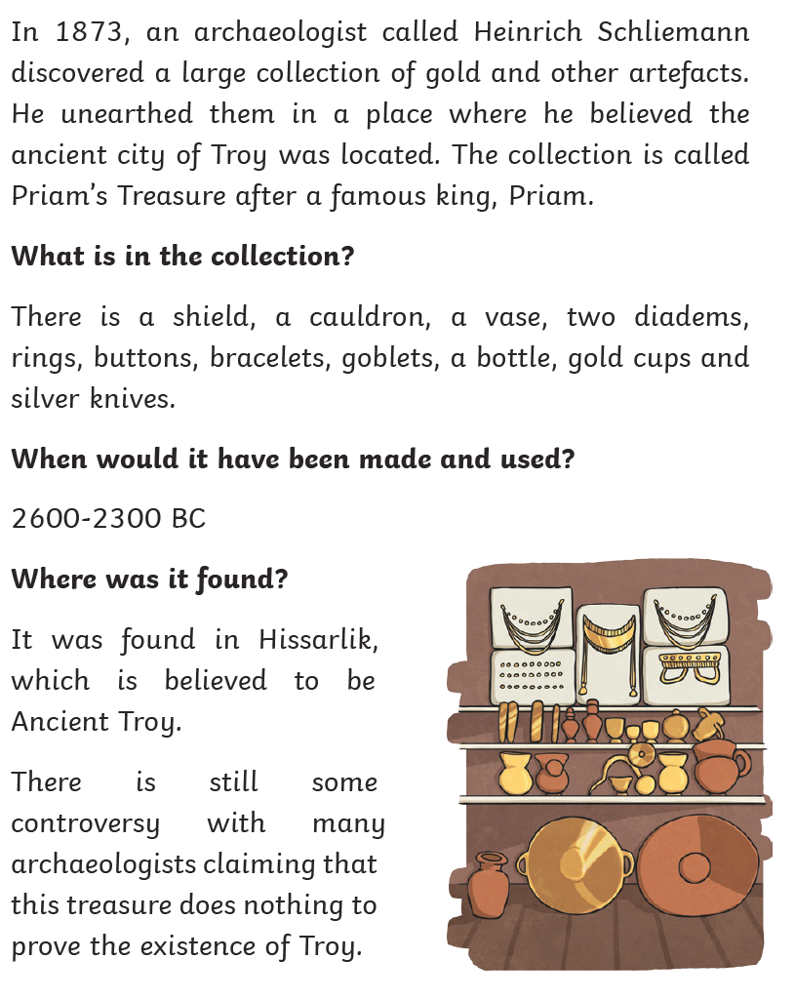 In 1873, an archaeologist called Heinrich Schliemann
discovered a large collection of gold and other artefacts.
He unearthed them in a place where he believed the
ancient city of Troy was located. The collection is called
Priam's Treasure after a famous king, Priam.
What is in the collection?
There is a shield, a cauldron, a vase, two diadems,
rings, buttons, bracelets, goblets, a bottle, gold cups and
silver knives.
When would it have been made and used?
2600-2300 BC
Where was it found?
It was found in Hissarlik,
which is believed to be
Ancient Troy.
There is still some
controversy with many
archaeologists claiming that
this treasure does nothing to
prove the existence of Troy.